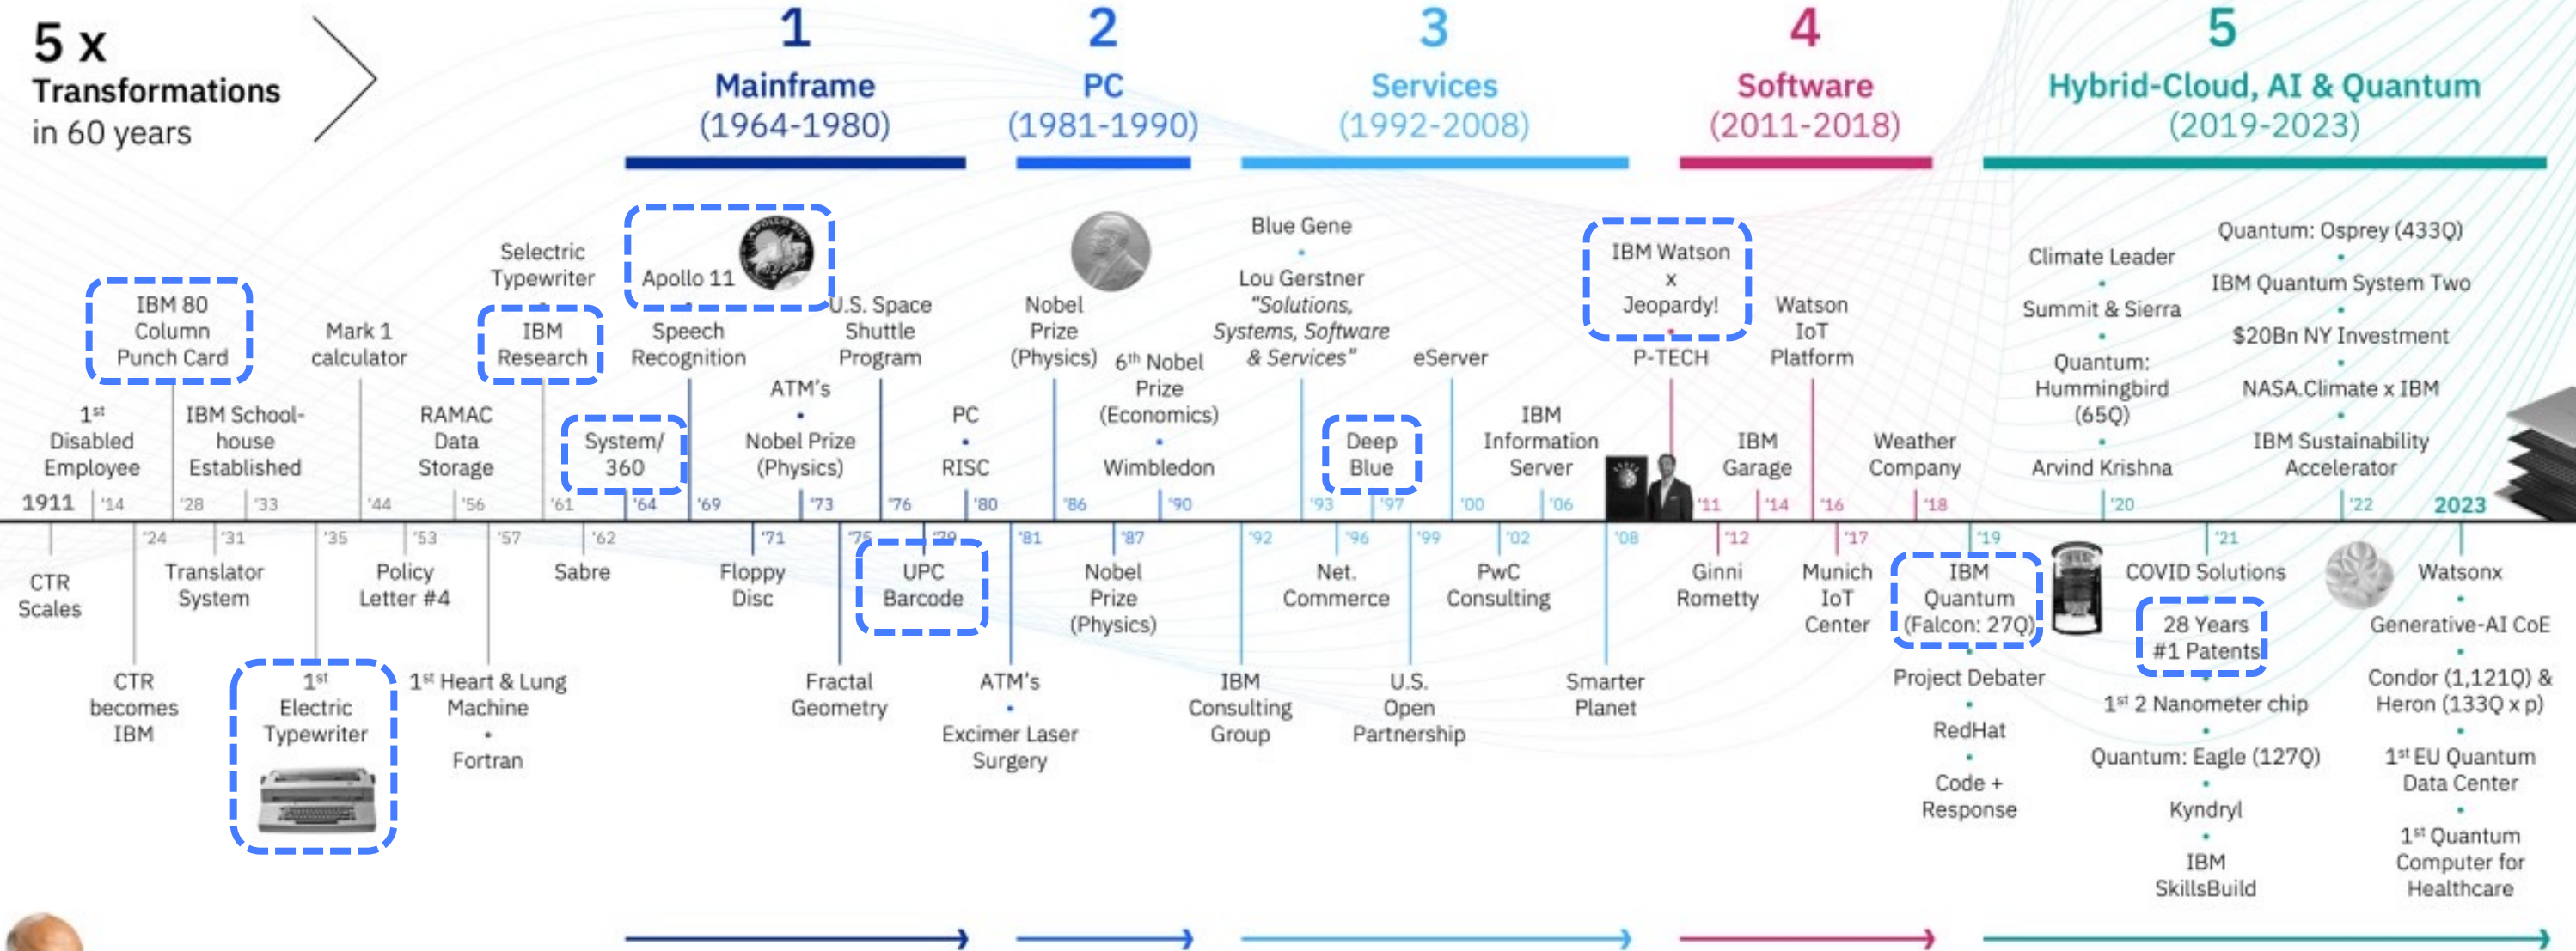 5 x
Transformations
in 60 years
1
Mainframe
(1964-1980)
2
PC
(1981-1990)
3
Services
(1992-2008)
4
Software
(2011-2018)
5
Hybrid-Cloud, AI & Quantum
(2019-2023)
IBM 80
Column
Punch Card
Mark 1
calculator
Selectric
Typewriter
IBM
Research
Apollo 11
Speech
Recognition
U.S. Space
Shuttle
Program
Nobel
Prize
(Physics)
Blue Gene
Lou Gerstner
"Solutions,
Systems, Software
& Services"
eServer
IBM Watson
x
Jeopardy!
P-TECH
Watson
IoT
Platform
Climate Leader
Summit & Sierra
Quantum:
Hummingbird
(65Q)
Arvind Krishna
Quantum: Osprey (433Q)
IBM Quantum System Two
$20Bn NY Investment
NASA.Climate x IBM
IBM Sustainability
Accelerator
1st
Disabled
Employee
IBM School-
house
Established
RAMAC
Data
Storage
System/
360
ATM's
Nobel Prize
(Physics)
PC
RISC
6th Nobel
Prize
(Economics)
Wimbledon
Deep
Blue
IBM
Information
Server
IBM
Garage
Weather
Company
1911 '14 '28 '33 '44 '56 '61 '64 '69 '73 '76 '80 '86 '90 '93 '97 '00 '06 '11 '14 '16 '18 '20 '22 2023
'24 '31 '35 '53 '57 '62 '71 '75 '79 '81 '87 '92 '96 '99 '02 '08 '12 '17 '19 '21
CTR
Scales
Translator
System
Policy
Letter #4
Sabre
Floppy
Disc
UPC
Barcode
Nobel
Prize
(Physics)
Net.
Commerce
PwC
Consulting
Ginni
Rometty
Munich
IoT
Center
IBM
Quantum
(Falcon: 27Q)
Project Debater
RedHat
Code +
Response
COVID Solutions
28 Years
#1 Patents
1st 2 Nanometer chip
Quantum: Eagle (127Q)
Kyndryl
IBM
SkillsBuild
Watsonx
Generative-AI CoE
Condor (1,121Q) &
Heron (133Q x p)
1st EU Quantum
Data Center
1st Quantum
Computer for
Healthcare
CTR
becomes
IBM
1st
Electric
Typewriter
1st Heart & Lung
Machine
Fortran
Fractal
Geometry
ATM's
Excimer Laser
Surgery
IBM
Consulting
Group
U.S.
Open
Partnership
Smarter
Planet